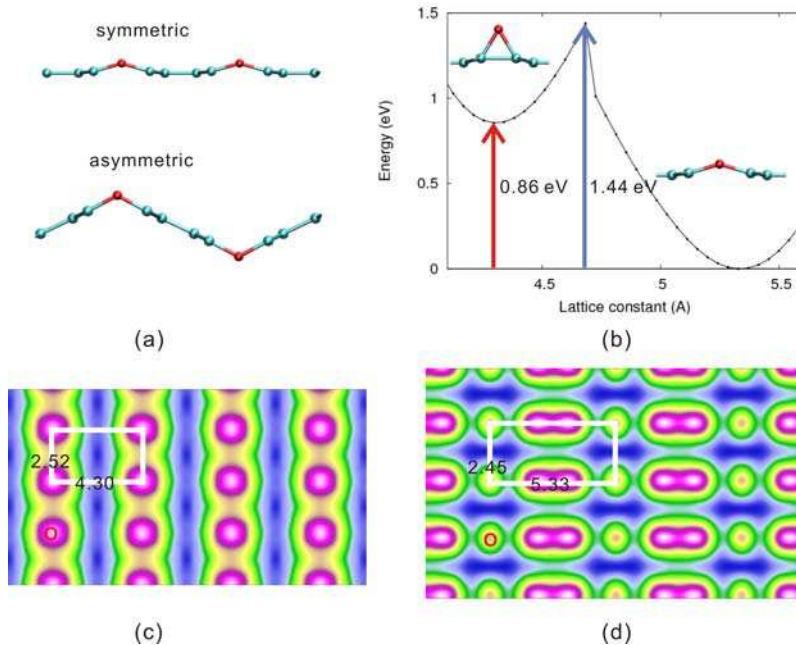 symmetric
asymmetric
(a)
1.5
1
0.5
0
Energy (eV)
0.86 eV
1.44 eV
4.5
5
5.5
Lattice constant (A)
(b)
2.52
4.30
O
(c)
2.45
5.33
O
(d)